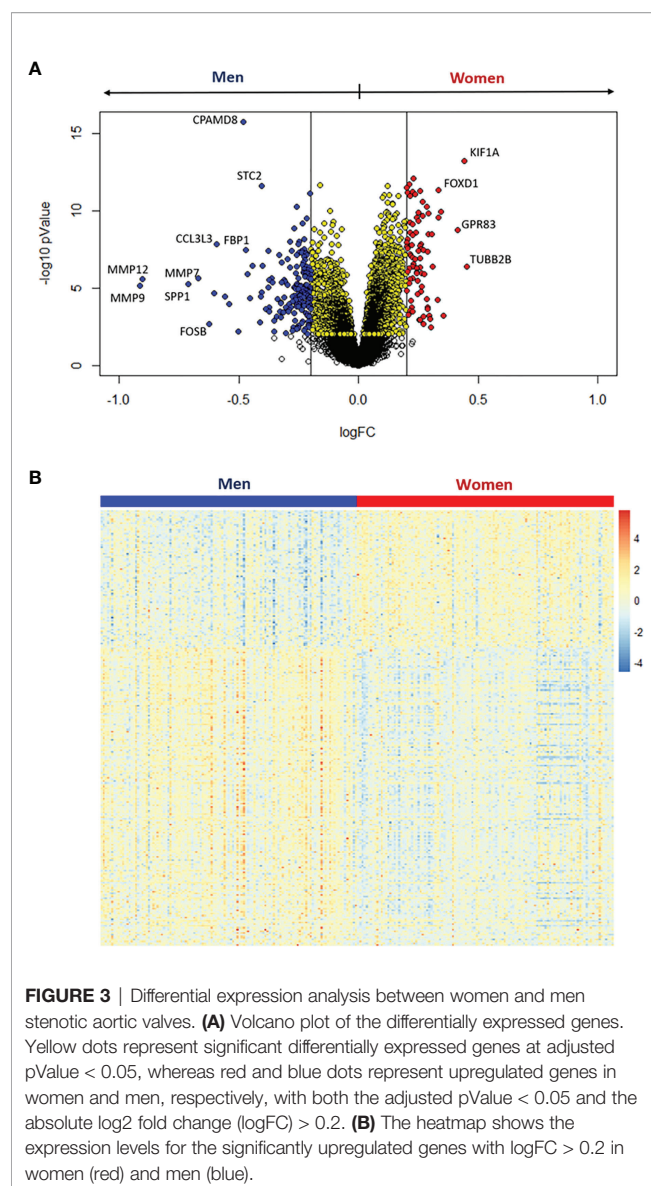 A
Men
Women
15
10
5
0
-log10 pValue
CPAMD8
KIF1A
STC2
FOXD1
GPR83
CCL3L3
FBP1
TUBB2B
MMP12
MMP7
MMP9
SPP1
FOSB
-1.0
-0.5
0.0
0.5
1.0
logFC
B
Men
Women
4
2
0
-2
-4
FIGURE 3 | Differential expression analysis between women and men
stenotic aortic valves. (A) Volcano plot of the differentially expressed genes.
Yellow dots represent significant differentially expressed genes at adjusted
pValue < 0.05, whereas red and blue dots represent upregulated genes in
women and men, respectively, with both the adjusted pValue < 0.05 and the
absolute log2 fold change (logFC) > 0.2. (B) The heatmap shows the
expression levels for the significantly upregulated genes with logFC > 0.2 in
women (red) and men (blue).